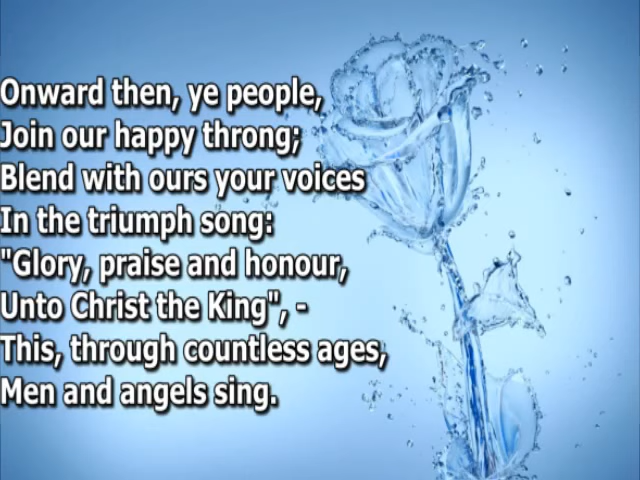 Onward then, ye people,
Join our happy throng;
Blend with ours your voices
In the triumph song:
"Glory, praise and honour,
Unto Christ the King", -
This, through countless ages,
Men and angels sing.